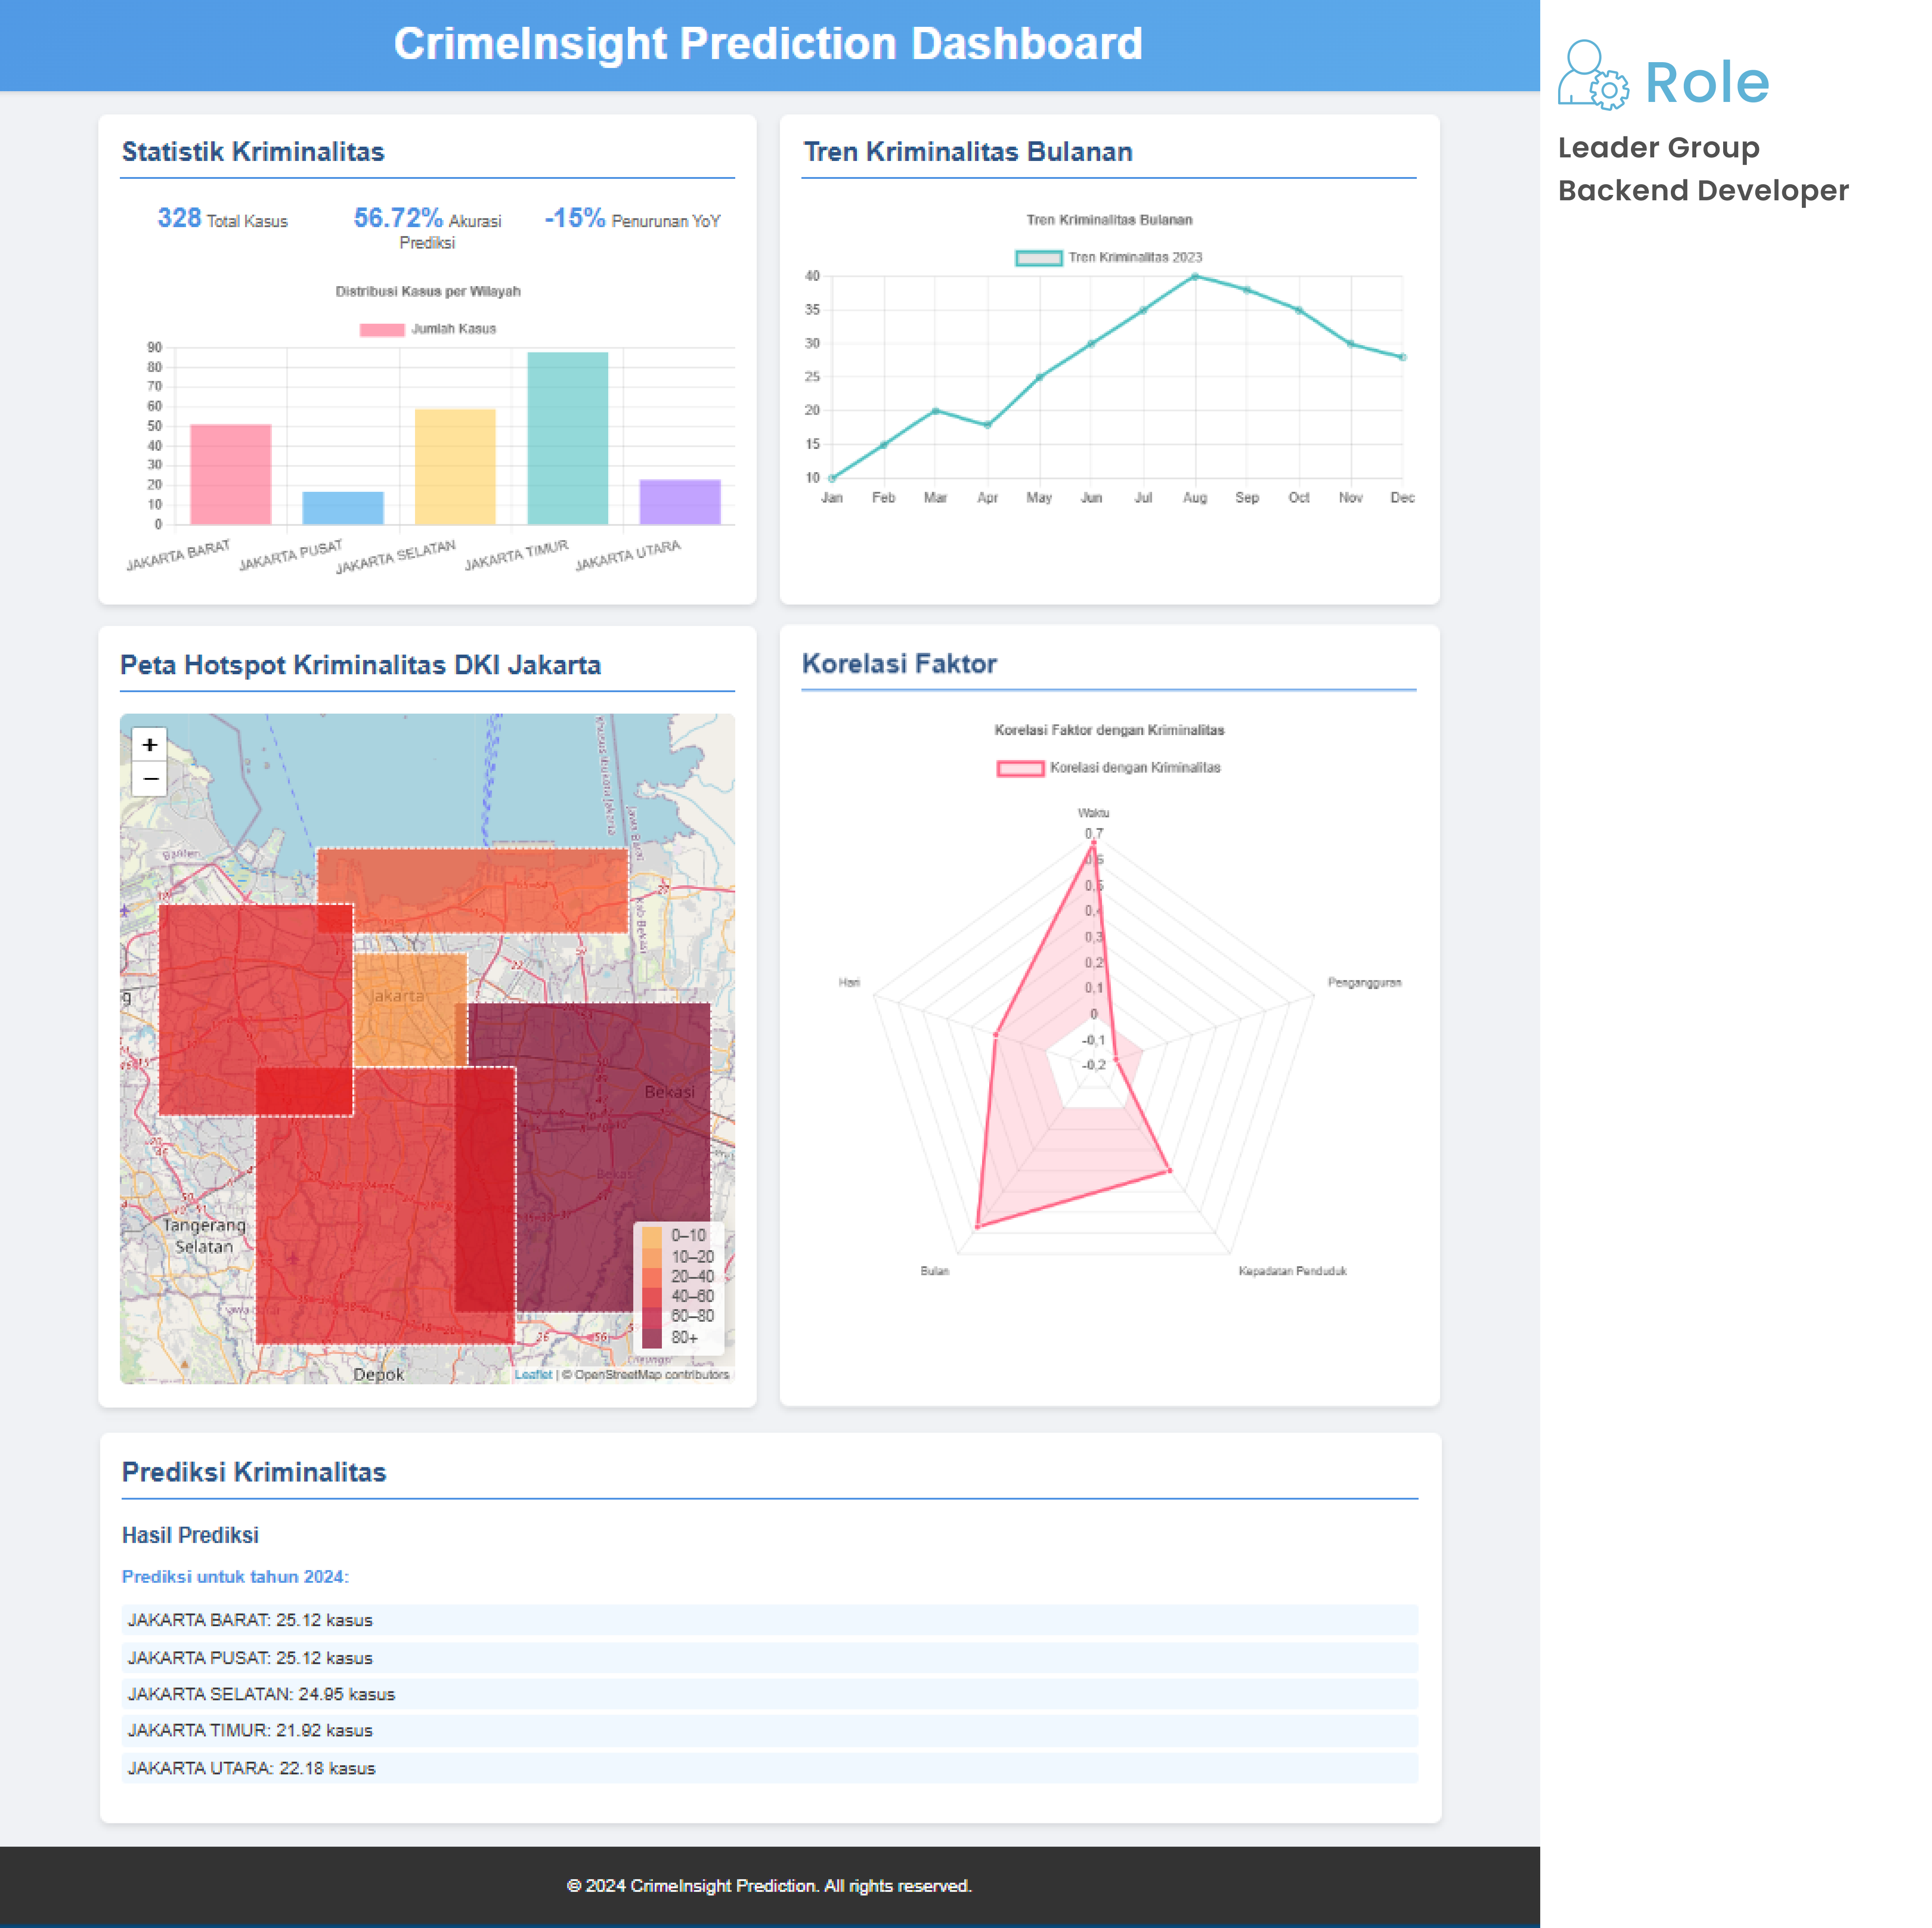 CrimeInsight Prediction Dashboard
Role
Leader Group
Backend Developer
Statistik Kriminalitas
328 Total Kasus
56.72% Akurasi
Prediksi
-15% Penurunan YoY
Distribusi Kasus per Wilayah
Jumlah Kasus
90
80
70
60
50
40
30
20
10
0
JAKARTA BARAT
JAKARTA PUSAT
JAKARTA SELATAN
JAKARTA TIMUR
JAKARTA UTARA
Tren Kriminalitas Bulanan
Tren Kriminalitas Bulanan
Tren Kriminalitas 2023
40
35
30
25
20
15
10
Jan Feb Mar Apr May Jun Jul Aug Sep Oct Nov Dec
Peta Hotspot Kriminalitas DKI Jakarta
+
−
Banten
Jawa Barat
Kab Bekasi
Jakarta
Bekasi
Bekasi
Tangerang
Selatan
Depok
0–10
10–20
20–40
40–60
60–80
80+
Leaflet | © OpenStreetMap contributors
Korelasi Faktor
Korelasi Faktor dengan Kriminalitas
Korelasi dengan Kriminalitas
Waktu
0,7
0,6
0,5
0,4
0,3
0,2
0,1
0
-0,1
-0,2
Hari
Pengangguran
Bulan
Kepadatan Penduduk
Prediksi Kriminalitas
Hasil Prediksi
Prediksi untuk tahun 2024:
JAKARTA BARAT: 25.12 kasus
JAKARTA PUSAT: 25.12 kasus
JAKARTA SELATAN: 24.95 kasus
JAKARTA TIMUR: 21.92 kasus
JAKARTA UTARA: 22.18 kasus
© 2024 CrimeInsight Prediction. All rights reserved.